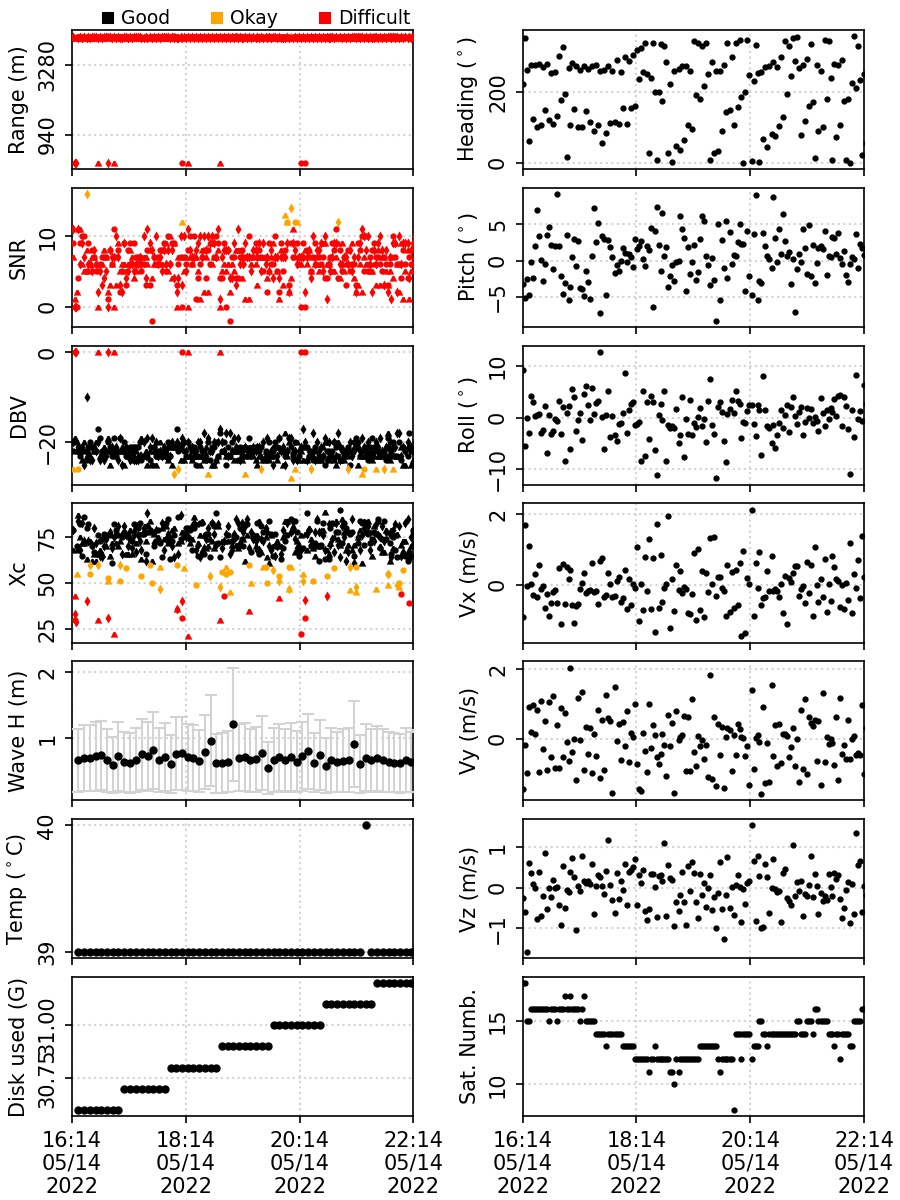 Good Okay Difficult
Range (m)
3280
940
Heading (°)
200
0
SNR
10
0
Pitch (°)
5
0
−5
DBV
0
−20
Roll (°)
10
0
−10
Xc
75
50
25
Vx (m/s)
2
0
Wave H (m)
2
1
Vy (m/s)
2
0
Temp (°C)
40
39
Vz (m/s)
1
0
−1
Disk used (G)
31.00
30.75
Sat. Numb.
15
10
16:14 18:14 20:14 22:14
05/14 05/14 05/14 05/14
2022 2022 2022 2022
16:14 18:14 20:14 22:14
05/14 05/14 05/14 05/14
2022 2022 2022 2022